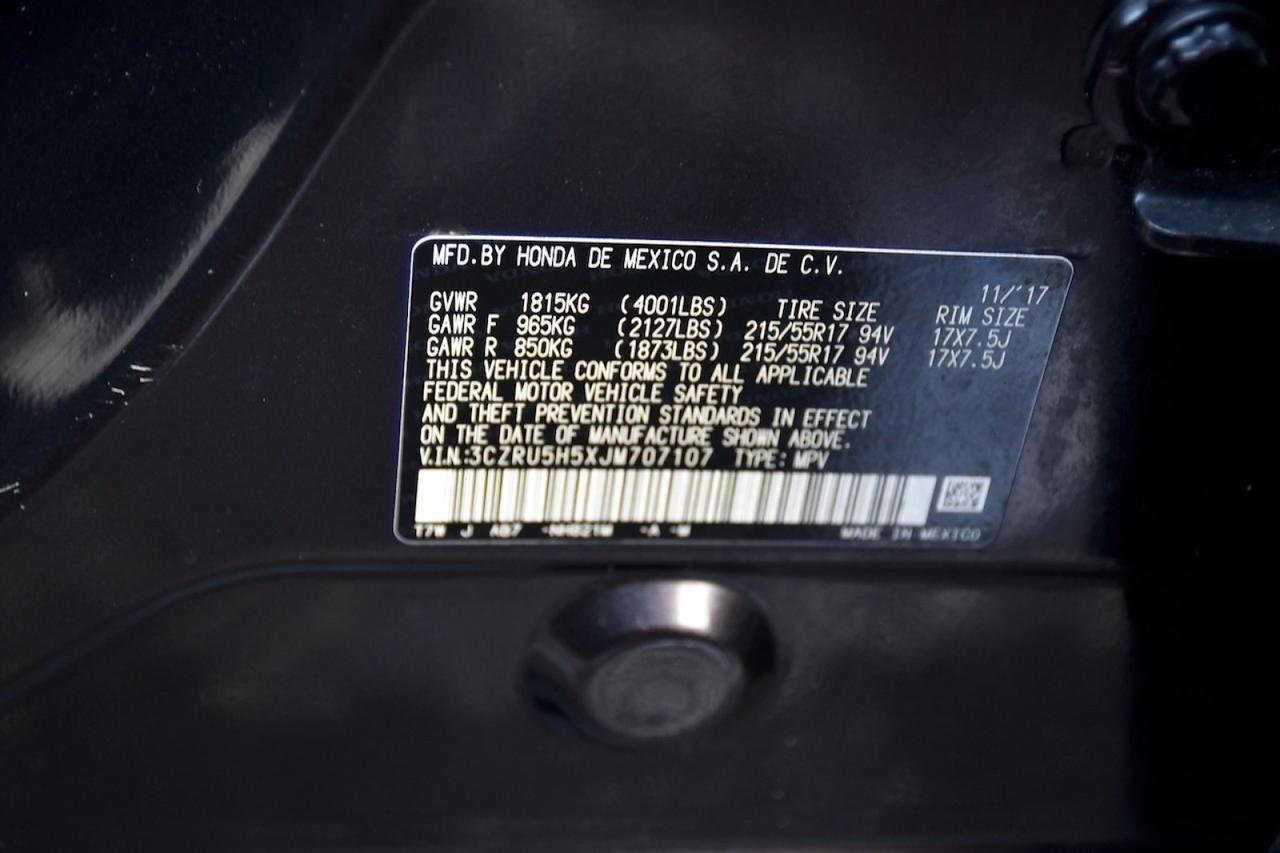 MFD. BY HONDA DE MEXICO S.A. DE C.V.
11/'17
GVWR 1815KG (4001LBS) TIRE SIZE RIM SIZE
GAWR F 965KG (2127LBS) 215/55R17 94V 17X7.5J
GAWR R 850KG (1873LBS) 215/55R17 94V 17X7.5J
THIS VEHICLE CONFORMS TO ALL APPLICABLE
FEDERAL MOTOR VEHICLE SAFETY
AND THEFT PREVENTION STANDARDS IN EFFECT
ON THE DATE OF MANUFACTURE SHOWN ABOVE.
V.I.N:3CZRU5H5XJM707107 TYPE: MPV
T7W J AB7 -A -W MADE IN MEXICO